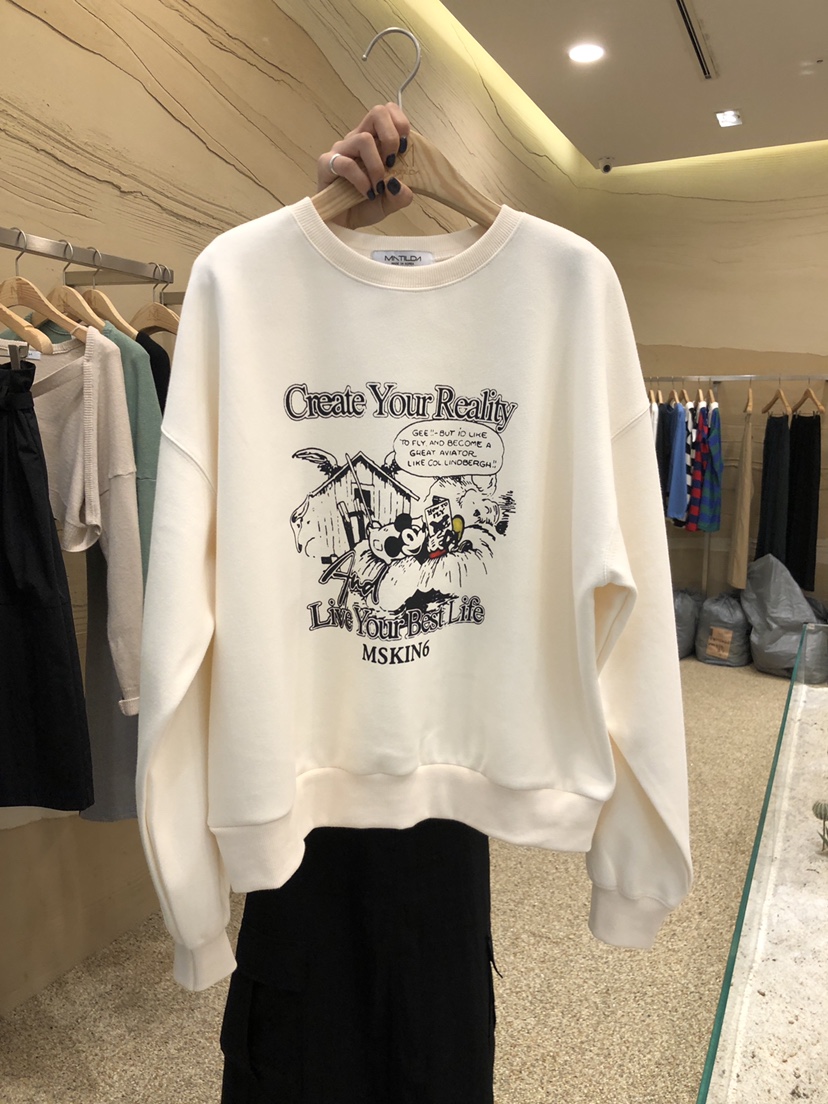 MATILDA
Create Your Reality
GEE!!-BUT I'D LIKE
TO FLY AND BECOME A
GREAT AVIATOR
LIKE COL LINDBERGH!!
And
Live Your Best Life
MSKIN6